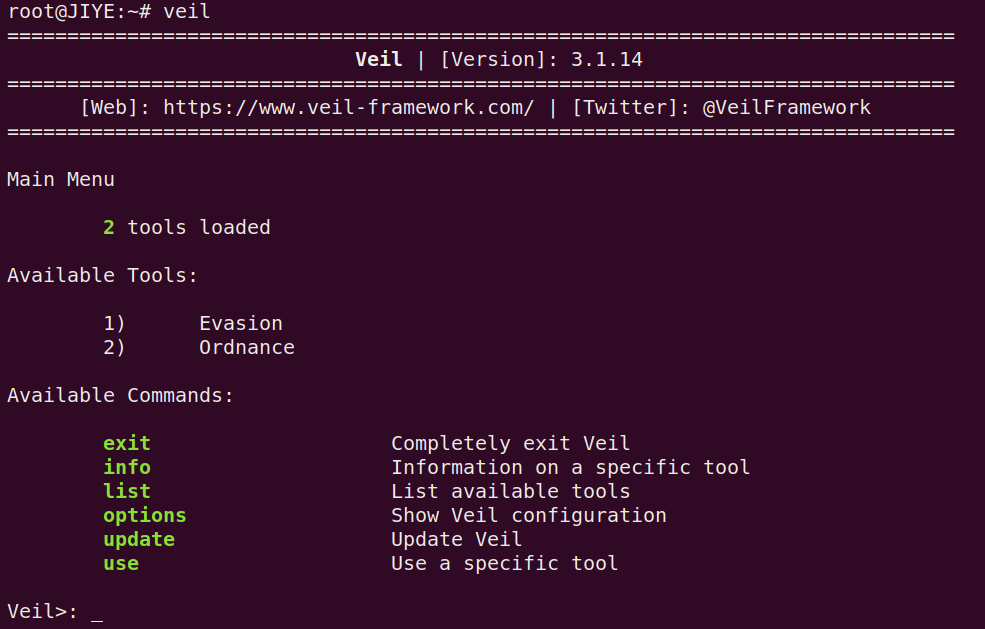 root@JIYE:~# veil
===============================================================================
Veil | [Version]: 3.1.14
===============================================================================
[Web]: https://www.veil-framework.com/ | [Twitter]: @VeilFramework
===============================================================================
Main Menu
2 tools loaded
Available Tools:
1) Evasion
2) Ordnance
Available Commands:
exit Completely exit Veil
info Information on a specific tool
list List available tools
options Show Veil configuration
update Update Veil
use Use a specific tool
Veil>: _